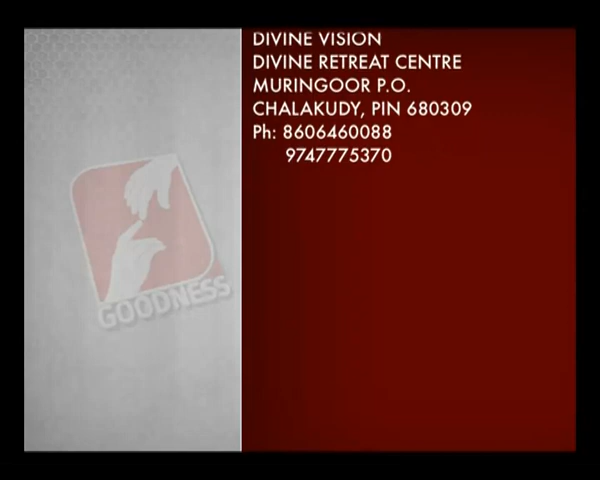 DIVINE VISION
DIVINE RETREAT CENTRE
MURINGOOR P.O.
CHALAKUDY, PIN 680309
Ph: 8606460088
9747775370
GOODNESS